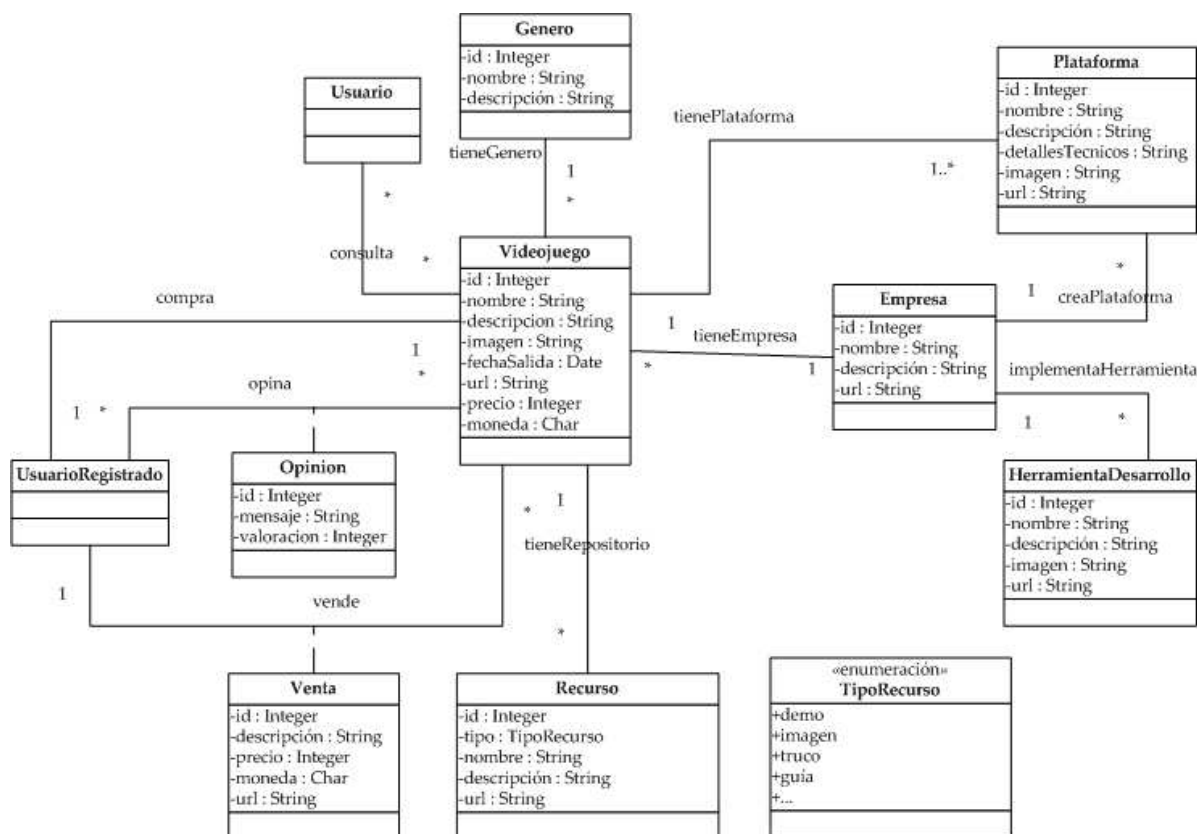 Genero
-id : Integer
-nombre : String
-descripción : String
Usuario
Plataforma
-id : Integer
-nombre : String
-descripción : String
-detallesTecnicos : String
-imagen : String
-url : String
tienePlataforma
1..*
tieneGenero
1
*
*
consulta
*
Videojuego
-id : Integer
-nombre : String
-descripcion : String
-imagen : String
-fechaSalida : Date
-url : String
-precio : Integer
-moneda : Char
compra
1
*
1
*
opina
1
tieneEmpresa
*
1
Empresa
-id : Integer
-nombre : String
-descripción : String
-url : String
*
1
creaPlataforma
implementaHerramienta
1
*
UsuarioRegistrado
Opinion
-id : Integer
-mensaje : String
-valoracion : Integer
HerramientaDesarrollo
-id : Integer
-nombre : String
-descripción : String
-imagen : String
-url : String
*
1
tieneRepositorio
1
vende
*
Venta
-id : Integer
-descripción : String
-precio : Integer
-moneda : Char
-url : String
Recurso
-id : Integer
-tipo : TipoRecurso
-nombre : String
-descripción : String
-url : String
«enumeración»
TipoRecurso
+demo
+imagen
+truco
+guía
+...